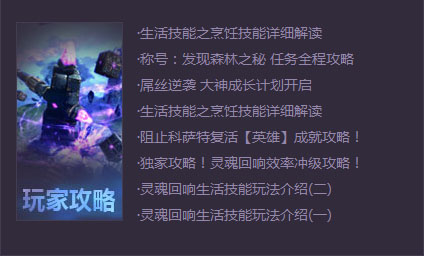 玩家攻略
·生活技能之烹饪技能详细解读
·称号：发现森林之秘 任务全程攻略
·屌丝逆袭 大神成长计划开启
·生活技能之烹饪技能详细解读
·阻止科萨特复活【英雄】成就攻略！
·独家攻略！灵魂回响效率冲级攻略！
·灵魂回响生活技能玩法介绍(二)
·灵魂回响生活技能玩法介绍(一)